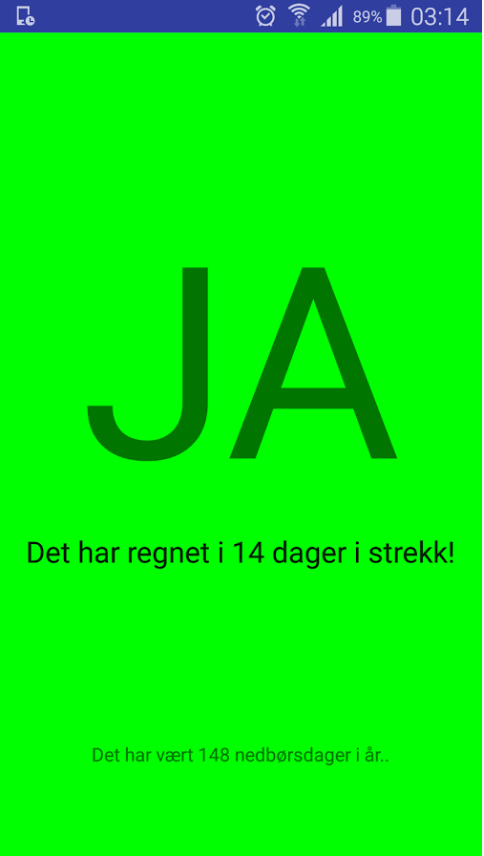 89% 03:14
JA
Det har regnet i 14 dager i strekk!
Det har vært 148 nedbørsdager i år..